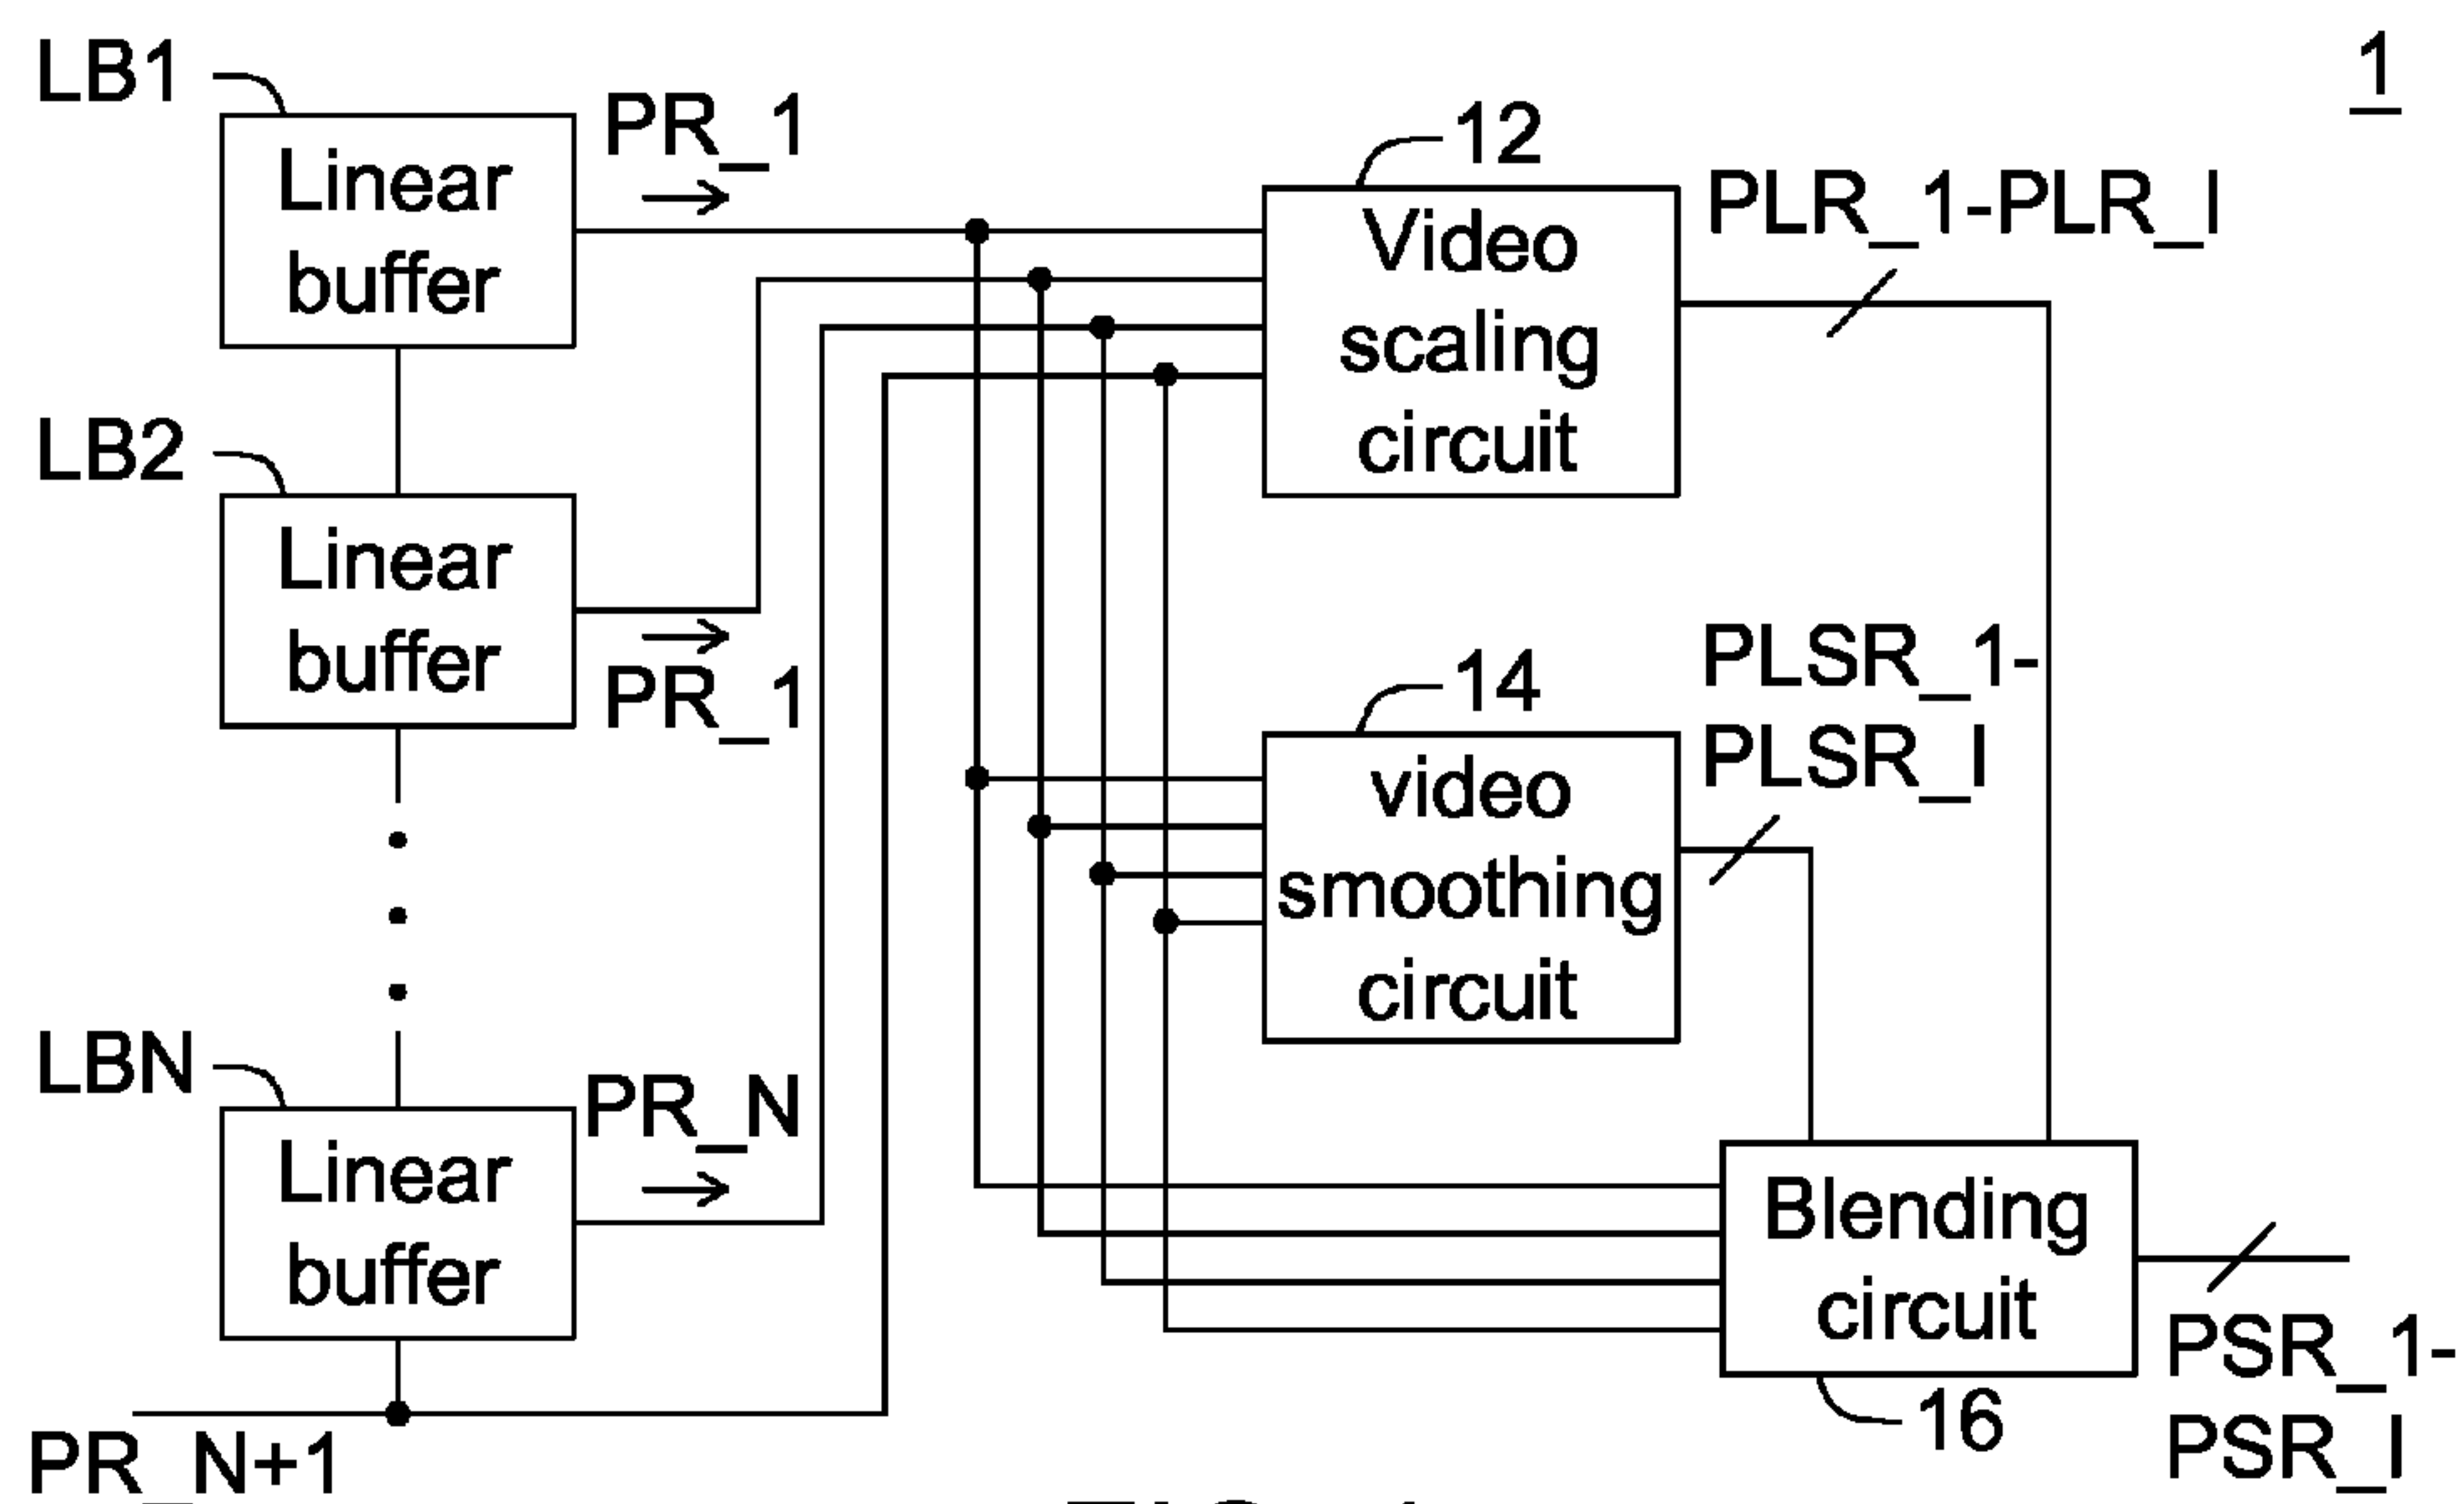 1
LB1
Linear
buffer
PR_1
12
Video
scaling
circuit
PLR_1-PLR_I
LB2
Linear
buffer
PR_1
14
video
smoothing
circuit
PLSR_1-
PLSR_I
LBN
Linear
buffer
PR_N
Blending
circuit
16
PSR_1-
PSR_I
PR_N+1